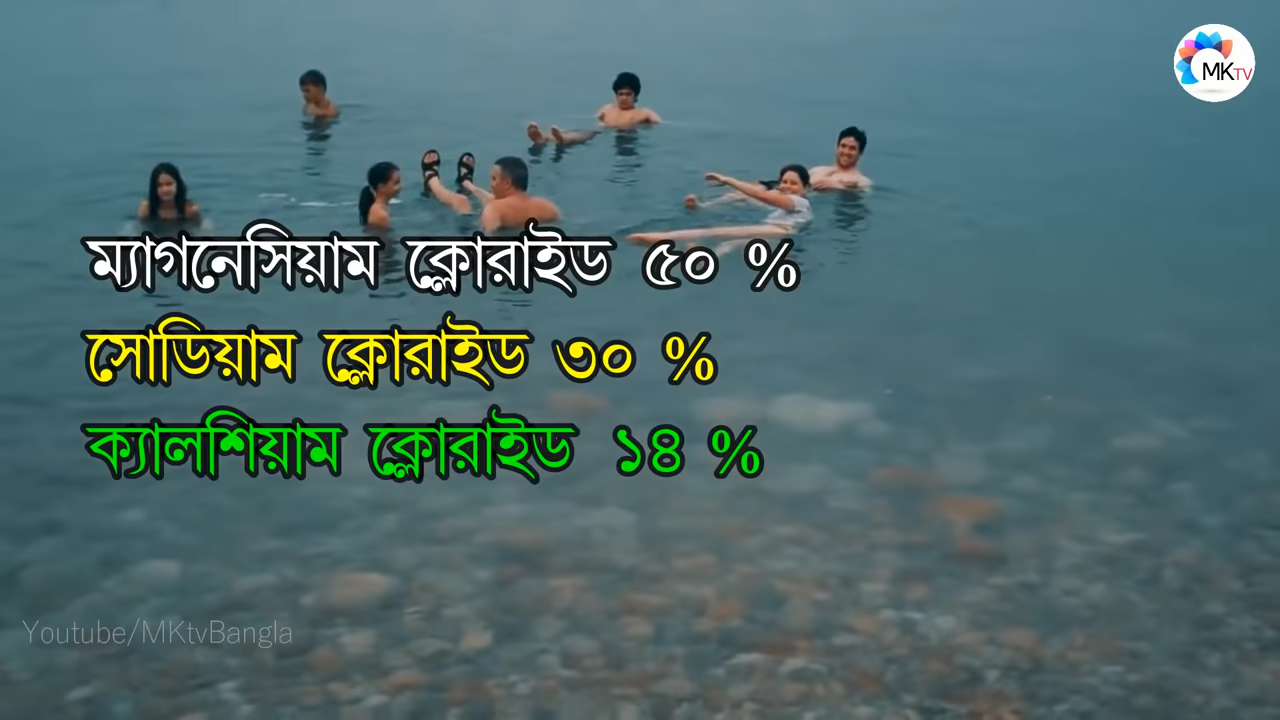 MKTV
ম্যাগনেসিয়াম ক্লোরাইড ৫০ %
সোডিয়াম ক্লোরাইড ৩০ %
ক্যালশিয়াম ক্লোরাইড ১৪ %
Youtube/MKtvBangla